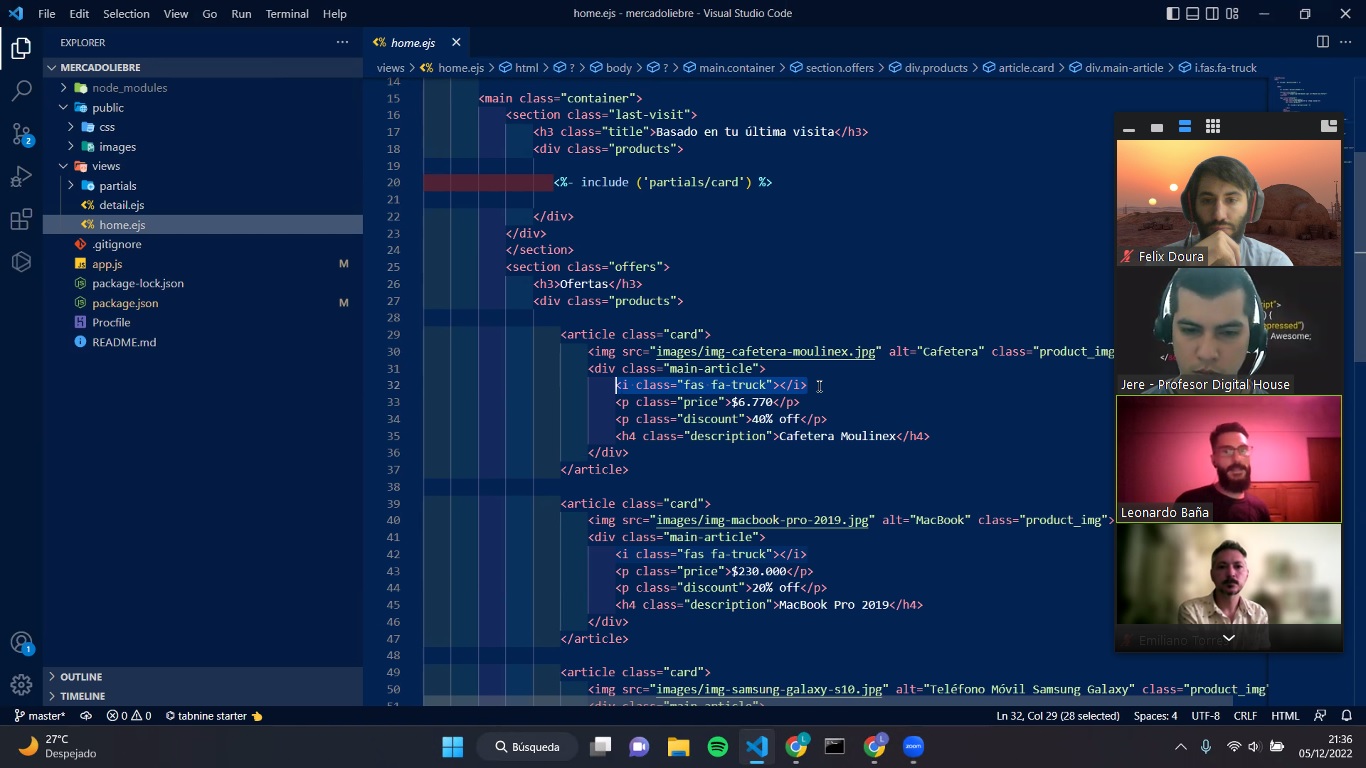 File Edit Selection View Go Run Terminal Help
home.ejs - mercadoliebre - Visual Studio Code
EXPLORER
MERCADOLIEBRE
node_modules
public
css
images
views
partials
detail.ejs
home.ejs
.gitignore
app.js M
package-lock.json
package.json M
Procfile
README.md
OUTLINE
TIMELINE
2
1
home.ejs
views > home.ejs > html > ? > body > ? > main.container > section.offers > div.products > article.card > div.main-article > i.fas.fa-truck
14
15 <main class="container">
16 <section class="last-visit">
17 <h3 class="title">Basado en tu última visita</h3>
18 <div class="products">
19
20 <%- include ('partials/card') %>
21
22 </div>
23 </div>
24 </section>
25 <section class="offers">
26 <h3>Ofertas</h3>
27 <div class="products">
28
29 <article class="card">
30 <img src="images/img-cafetera-moulinex.jpg" alt="Cafetera" class="product_img
31 <div class="main-article">
32 <i class="fas fa-truck"></i>
33 <p class="price">$6.770</p>
34 <p class="discount">40% off</p>
35 <h4 class="description">Cafetera Moulinex</h4>
36 </div>
37 </article>
38
39 <article class="card">
40 <img src="images/img-macbook-pro-2019.jpg" alt="MacBook" class="product_img">
41 <div class="main-article">
42 <i class="fas fa-truck"></i>
43 <p class="price">$230.000</p>
44 <p class="discount">20% off</p>
45 <h4 class="description">MacBook Pro 2019</h4>
46 </div>
47 </article>
48
49 <article class="card">
50 <img src="images/img-samsung-galaxy-s10.jpg" alt="Teléfono Móvil Samsung Galaxy" class="product_img"
Felix Doura
Awesome;
Jere - Profesor Digital House
Leonardo Baña
Emiliano Torre
master* 0 0 tabnine starter
Ln 32, Col 29 (28 selected) Spaces: 4 UTF-8 CRLF HTML
27°C
Despejado
Búsqueda
L
L
zoom
21:36
05/12/2022